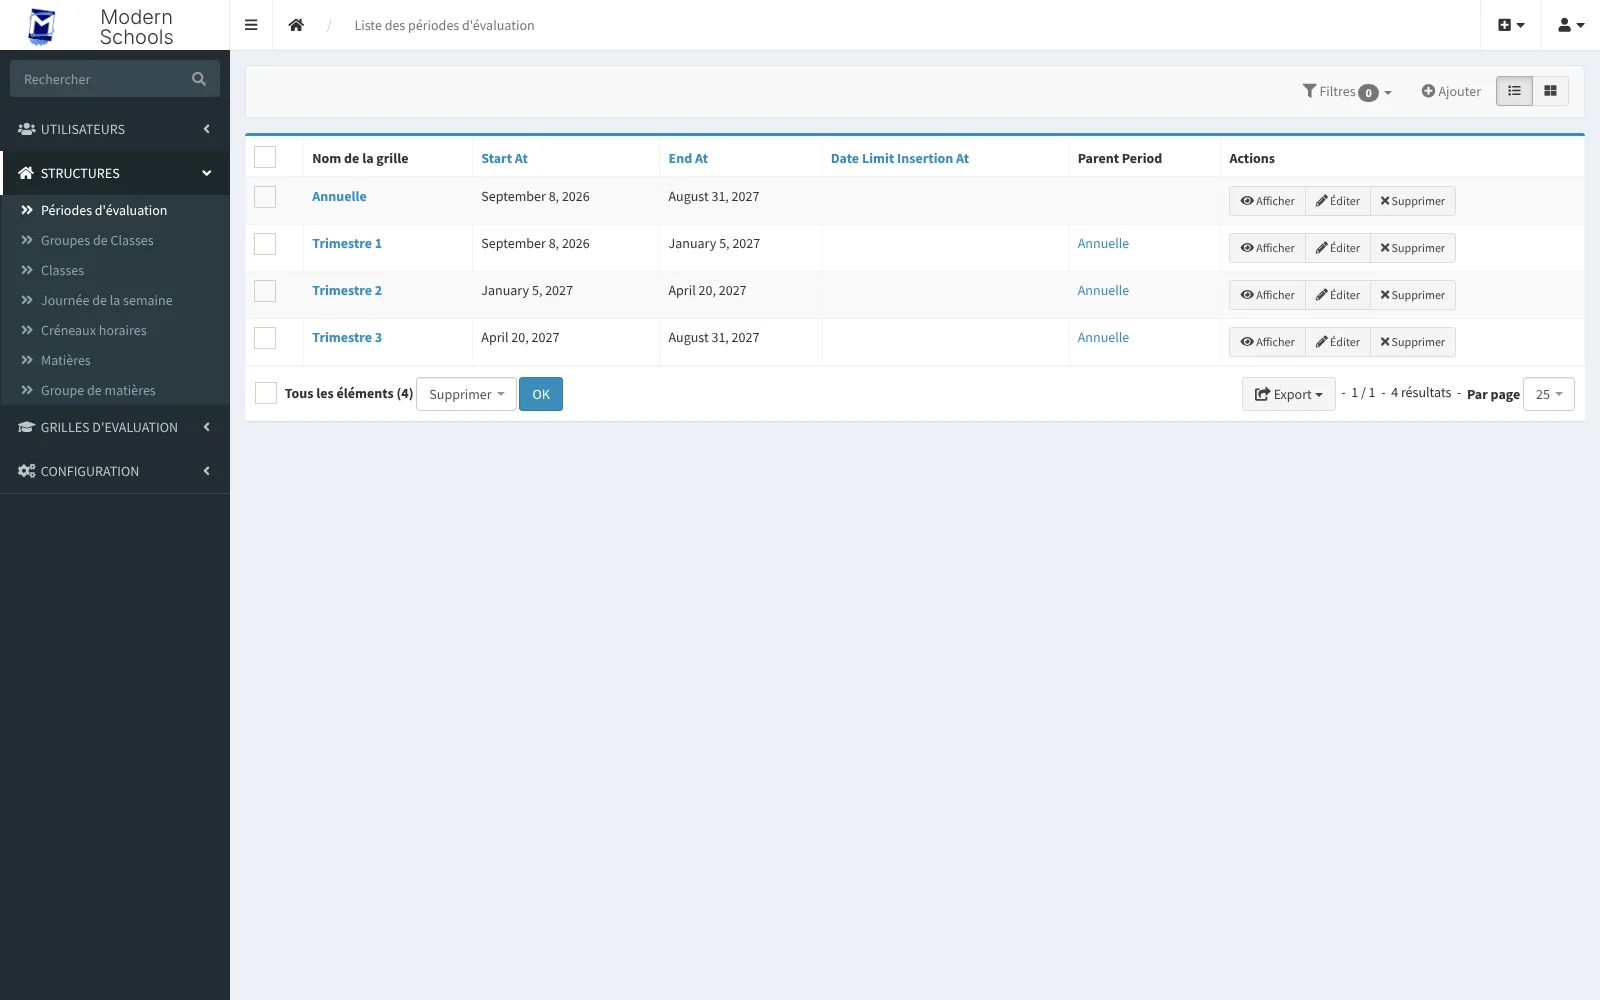 Modern
Schools
/ Liste des périodes d'évaluation
Rechercher
UTILISATEURS
STRUCTURES
Périodes d'évaluation
Groupes de Classes
Classes
Journée de la semaine
Créneaux horaires
Matières
Groupe de matières
GRILLES D'EVALUATION
CONFIGURATION
Filtres 0 Ajouter
Nom de la grille Start At End At Date Limit Insertion At Parent Period Actions
Annuelle September 8, 2026 August 31, 2027 Afficher Éditer Supprimer
Trimestre 1 September 8, 2026 January 5, 2027 Annuelle Afficher Éditer Supprimer
Trimestre 2 January 5, 2027 April 20, 2027 Annuelle Afficher Éditer Supprimer
Trimestre 3 April 20, 2027 August 31, 2027 Annuelle Afficher Éditer Supprimer
Tous les éléments (4) Supprimer OK Export - 1 / 1 - 4 résultats - Par page 25